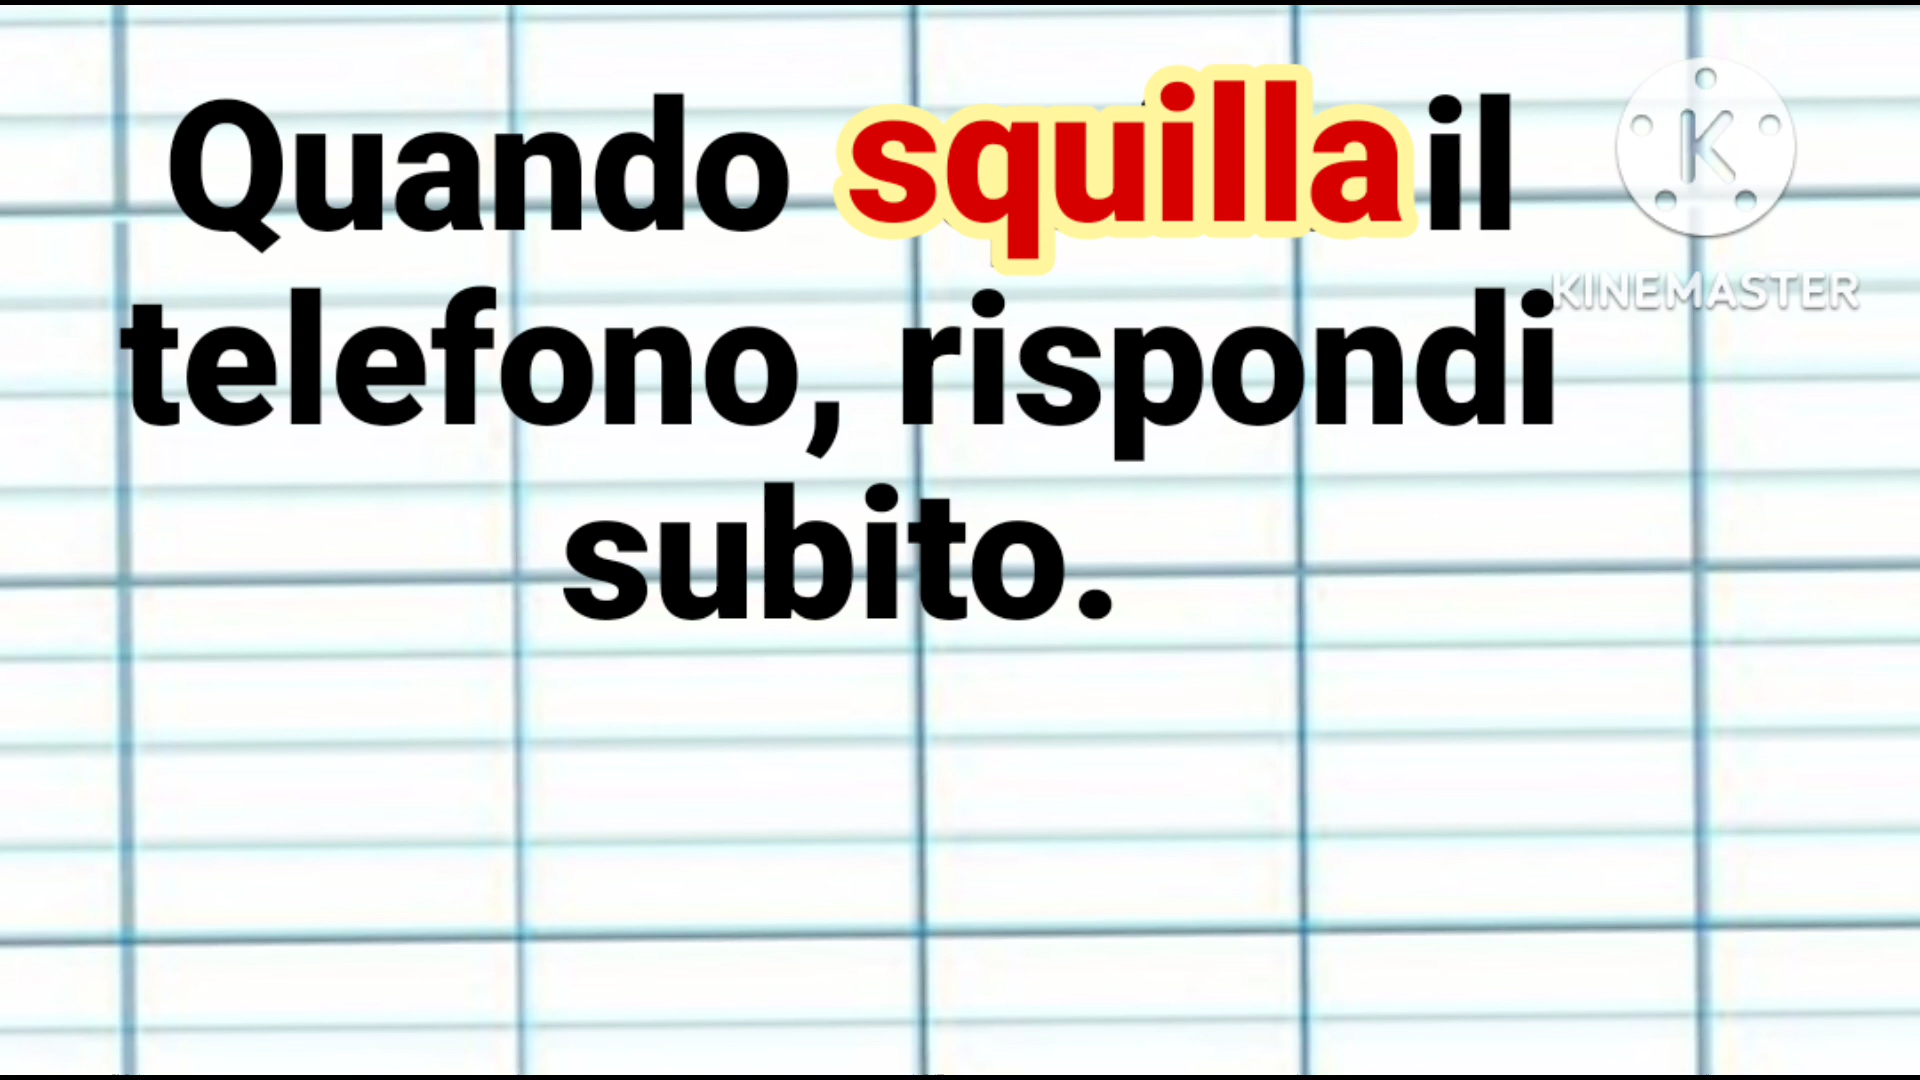 Quando squilla il
telefono, rispondi
subito.
K
KINEMASTER